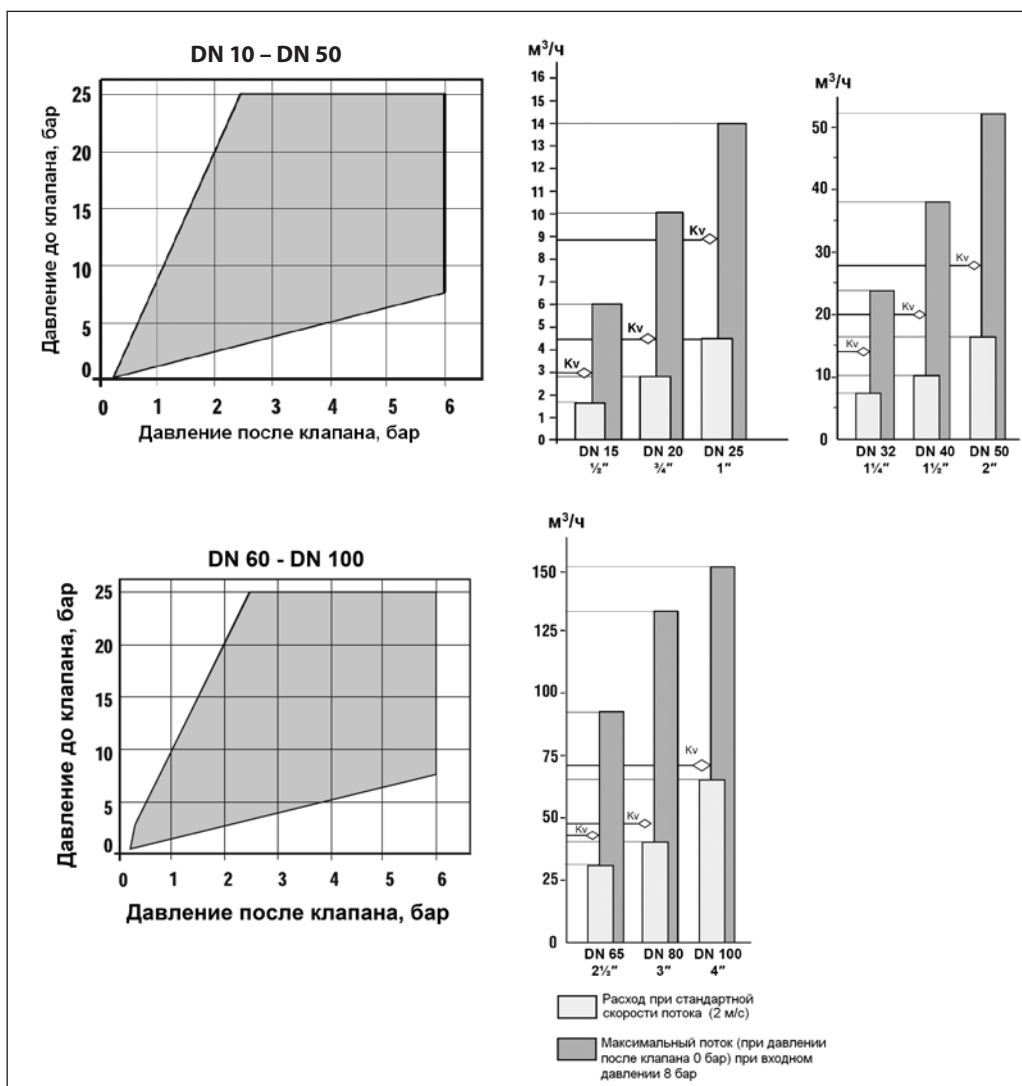 DN 10 – DN 50
Давление до клапана, бар
25
20
15
10
5
0
0 1 2 3 4 5 6
Давление после клапана, бар
м³/ч
16
15
14
13
12
11
10
9
8
7
6
5
4
3
2
1
0
Kv
Kv
Kv
DN 15 DN 20 DN 25
½″ ¾″ 1″
м³/ч
50
40
30
20
10
0
Kv
Kv
Kv
DN 32 DN 40 DN 50
1¼″ 1½″ 2″
DN 60 - DN 100
Давление до клапана, бар
25
20
15
10
5
0
0 1 2 3 4 5 6
Давление после клапана, бар
м³/ч
150
125
100
75
50
25
0
Kv
Kv
Kv
DN 65 DN 80 DN 100
2½″ 3″ 4″
Расход при стандартной
скорости потока (2 м/с)
Максимальный поток (при давлении
после клапана 0 бар) при входном
давлении 8 бар